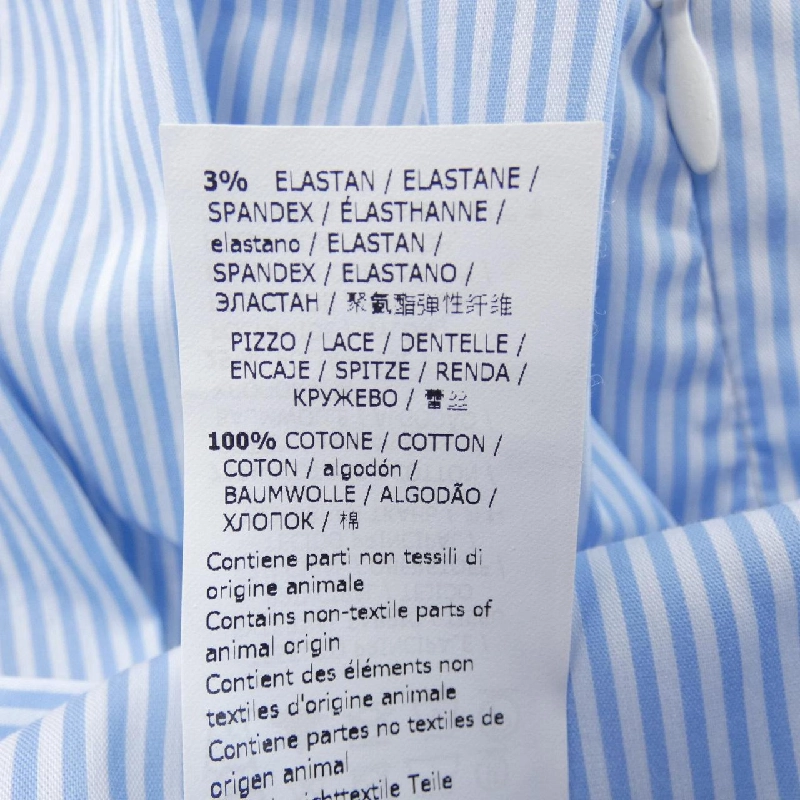 3% ELASTAN / ELASTANE /
SPANDEX / ÉLASTHANNE /
elastano / ELASTAN /
SPANDEX / ELASTANO /
ЭЛАСТАН / 聚氨酯弹性纤维
PIZZO / LACE / DENTELLE /
ENCAJE / SPITZE / RENDA /
КРУЖЕВО / 蕾丝
100% COTONE / COTTON /
COTON / algodón /
BAUMWOLLE / ALGODÃO /
ХЛОПОК / 棉
Contiene parti non tessili di
origine animale
Contains non-textile parts of
animal origin
Contient des éléments non
textiles d'origine animale
Contiene partes no textiles de
origen animal
Teile